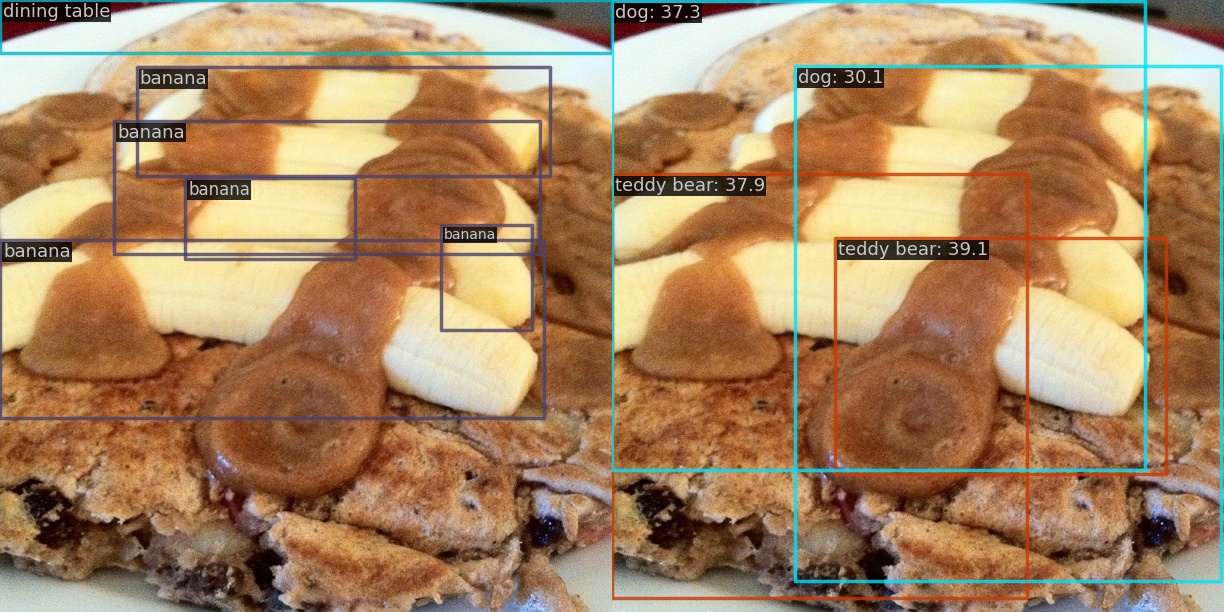 dining table
banana
banana
banana
banana
banana
dog: 37.3
dog: 30.1
teddy bear: 37.9
teddy bear: 39.1